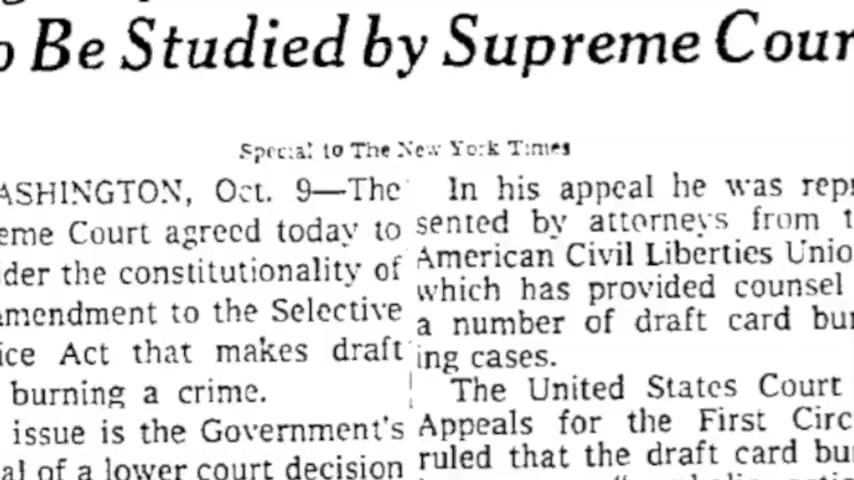 o Be Studied by Supreme Cour
Special to The New York Times
ASHINGTON, Oct. 9—The
eme Court agreed today to
der the constitutionality of
amendment to the Selective
ice Act that makes draft
burning a crime.
issue is the Government's
al of a lower court decision
In his appeal he was repr
sented by attorneys from t
American Civil Liberties Unio
which has provided counsel
a number of draft card bur
ing cases.
The United States Court
Appeals for the First Circ
ruled that the draft card bur